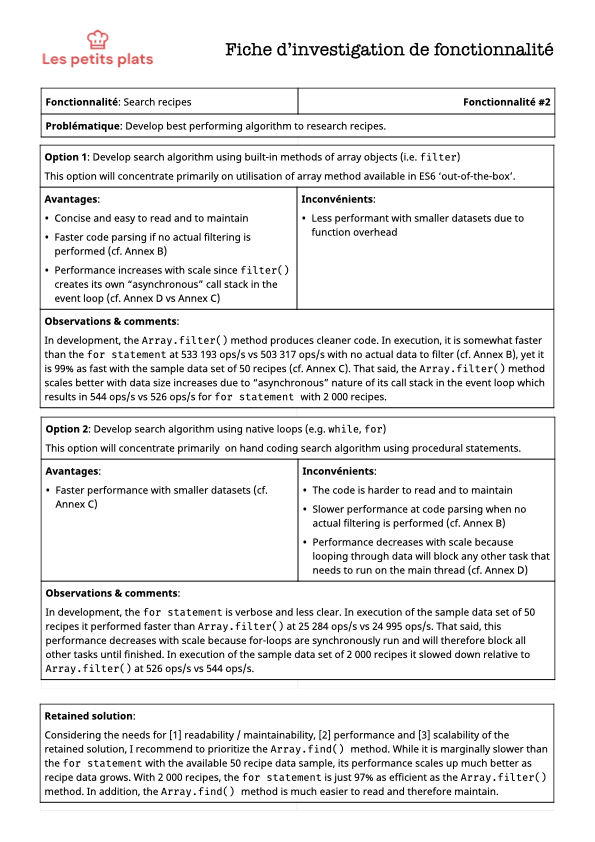 Les petits plats
Fiche d'investigation de fonctionnalité
Fonctionnalité: Search recipes
Fonctionnalité #2
Problématique: Develop best performing algorithm to research recipes.
Option 1: Develop search algorithm using built-in methods of array objects (i.e. filter)
This option will concentrate primarily on utilisation of array method available in ES6 ‘out-of-the-box’.
Avantages:
• Concise and easy to read and to maintain
• Faster code parsing if no actual filtering is
performed (cf. Annex B)
• Performance increases with scale since filter()
creates its own “asynchronous” call stack in the
event loop (cf. Annex D vs Annex C)
Inconvénients:
• Less performant with smaller datasets due to
function overhead
Observations & comments:
In development, the Array.filter() method produces cleaner code. In execution, it is somewhat faster
than the for statement at 533 193 ops/s vs 503 317 ops/s with no actual data to filter (cf. Annex B), yet it
is 99% as fast with the sample data set of 50 recipes (cf. Annex C). That said, the Array.filter() method
scales better with data size increases due to “asynchronous” nature of its call stack in the event loop which
results in 544 ops/s vs 526 ops/s for for statement with 2 000 recipes.
Option 2: Develop search algorithm using native loops (e.g. while, for)
This option will concentrate primarily on hand coding search algorithm using procedural statements.
Avantages:
• Faster performance with smaller datasets (cf.
Annex C)
Inconvénients:
• The code is harder to read and to maintain
• Slower performance at code parsing when no
actual filtering is performed (cf. Annex B)
• Performance decreases with scale because
looping through data will block any other task that
needs to run on the main thread (cf. Annex D)
Observations & comments:
In development, the for statement is verbose and less clear. In execution of the sample data set of 50
recipes it performed faster than Array.filter() at 25 284 ops/s vs 24 995 ops/s. That said, this
performance decreases with scale because for-loops are synchronously run and will therefore block all
other tasks until finished. In execution of the sample data set of 2 000 recipes it slowed down relative to
Array.filter() at 526 ops/s vs 544 ops/s.
Retained solution:
Considering the needs for [1] readability / maintainability, [2] performance and [3] scalability of the
retained solution, I recommend to prioritize the Array.find() method. While it is marginally slower than
the for statement with the available 50 recipe data sample, its performance scales up much better as
recipe data grows. With 2 000 recipes, the for statement is just 97% as efficient as the Array.filter()
method. In addition, the Array.find() method is much easier to read and therefore maintain.